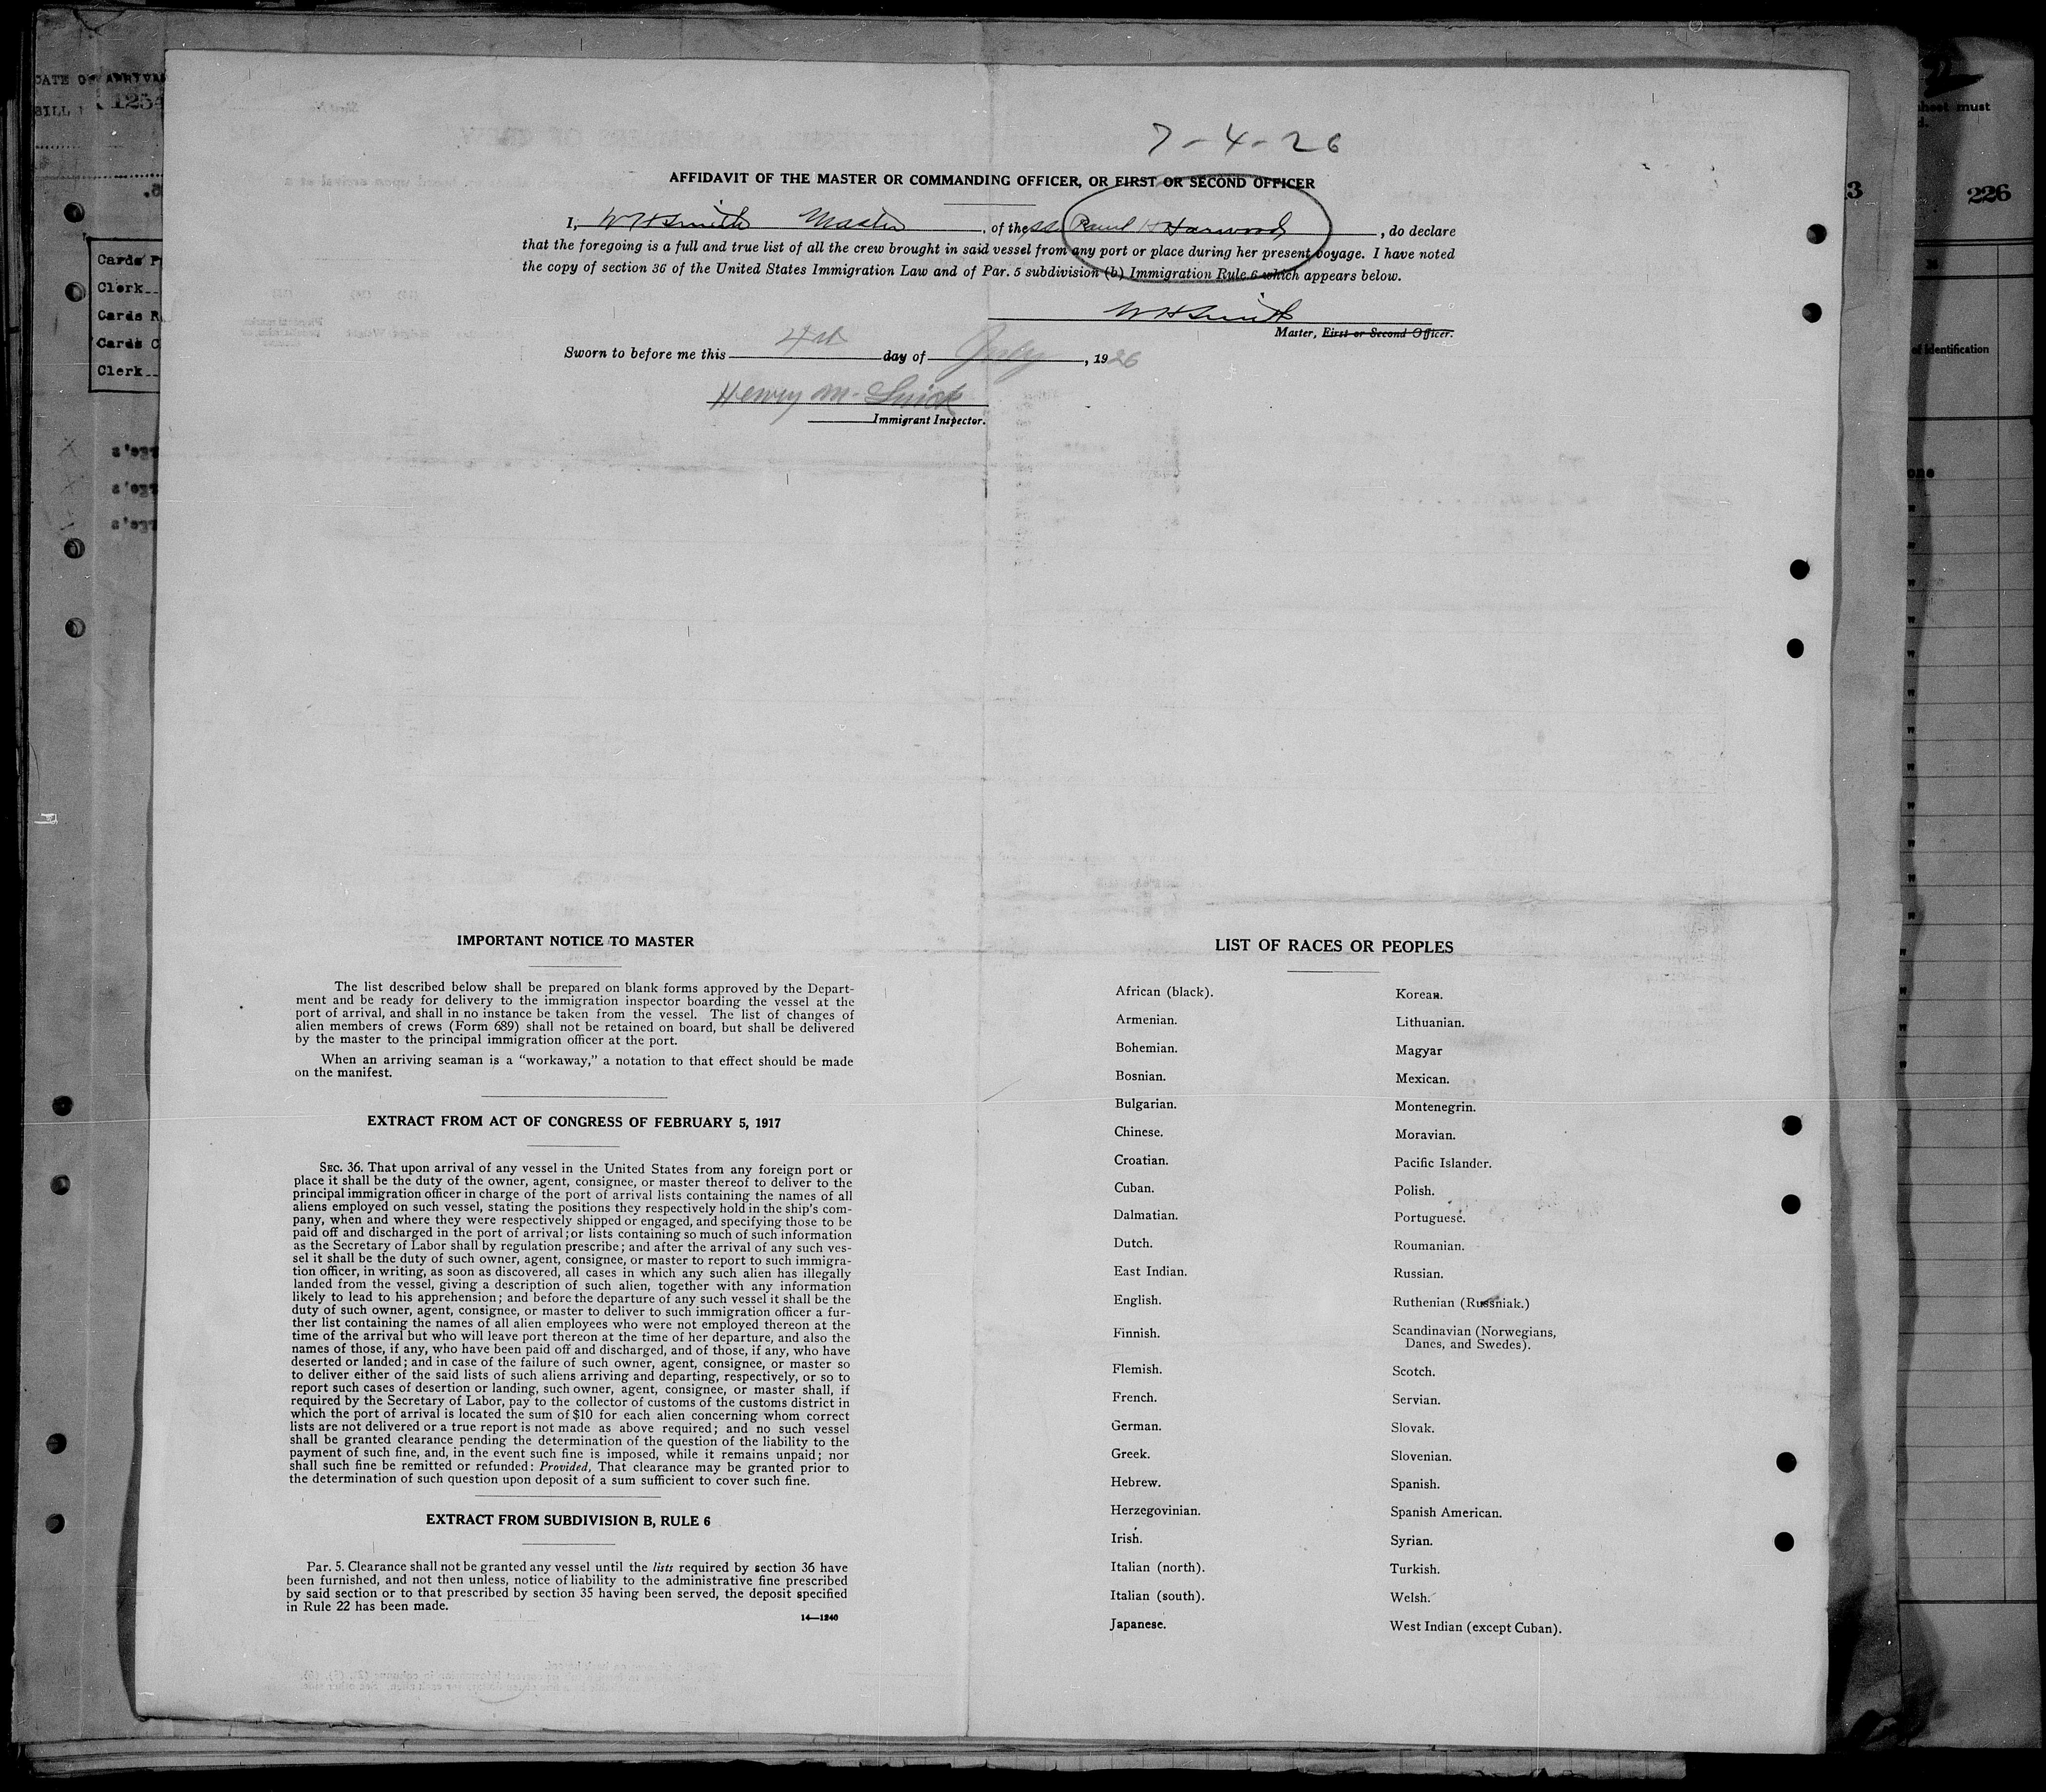 DATE OF ARRIVAL
BILL
1254
Cards
Clerk
Cards R
Cards C
Clerk
3
sheet must
226
of identification
7-4-26
AFFIDAVIT OF THE MASTER OR COMMANDING OFFICER, OR FIRST OR SECOND OFFICER
I, W H Smith Master, of the SS. Paul H Harwood, do declare
that the foregoing is a full and true list of all the crew brought in said vessel from any port or place during her present voyage. I have noted
the copy of section 36 of the United States Immigration Law and of Par. 5 subdivision (b) Immigration Rule 6 which appears below.
W H Smith
Master, First or Second Officer.
Sworn to before me this 4th day of July, 1926
Henry M.
Immigrant Inspector.
IMPORTANT NOTICE TO MASTER
The list described below shall be prepared on blank forms approved by the Depart-
ment and be ready for delivery to the immigration inspector boarding the vessel at the
port of arrival, and shall in no instance be taken from the vessel. The list of changes of
alien members of crews (Form 689) shall not be retained on board, but shall be delivered
by the master to the principal immigration officer at the port.
When an arriving seaman is a "workaway," a notation to that effect should be made
on the manifest.
EXTRACT FROM ACT OF CONGRESS OF FEBRUARY 5, 1917
SEC. 36. That upon arrival of any vessel in the United States from any foreign port or
place it shall be the duty of the owner, agent, consignee, or master thereof to deliver to the
principal immigration officer in charge of the port of arrival lists containing the names of all
aliens employed on such vessel, stating the positions they respectively hold in the ship's com-
pany, when and where they were respectively shipped or engaged, and specifying those to be
paid off and discharged in the port of arrival; or lists containing so much of such information
as the Secretary of Labor shall by regulation prescribe; and after the arrival of any such ves-
sel it shall be the duty of such owner, agent, consignee, or master to report to such immigra-
tion officer, in writing, as soon as discovered, all cases in which any such alien has illegally
landed from the vessel, giving a description of such alien, together with any information
likely to lead to his apprehension; and before the departure of any such vessel it shall be the
duty of such owner, agent, consignee, or master to deliver to such immigration officer a fur-
ther list containing the names of all alien employees who were not employed thereon at the
time of the arrival but who will leave port thereon at the time of her departure, and also the
names of those, if any, who have been paid off and discharged, and of those, if any, who have
deserted or landed; and in case of the failure of such owner, agent, consignee, or master so
to deliver either of the said lists of such aliens arriving and departing, respectively, or so to
report such cases of desertion or landing, such owner, agent, consignee, or master shall, if
required by the Secretary of Labor, pay to the collector of customs of the customs district in
which the port of arrival is located the sum of $10 for each alien concerning whom correct
lists are not delivered or a true report is not made as above required; and no such vessel
shall be granted clearance pending the determination of the question of the liability to the
payment of such fine, and, in the event such fine is imposed, while it remains unpaid; nor
shall such fine be remitted or refunded: Provided, That clearance may be granted prior to
the determination of such question upon deposit of a sum sufficient to cover such fine.
EXTRACT FROM SUBDIVISION B, RULE 6
Par. 5. Clearance shall not be granted any vessel until the lists required by section 36 have
been furnished, and not then unless, notice of liability to the administrative fine prescribed
by said section or to that prescribed by section 35 having been served, the deposit specified
in Rule 22 has been made.
14—1240
LIST OF RACES OR PEOPLES
African (black).
Armenian.
Bohemian.
Bosnian.
Bulgarian.
Chinese.
Croatian.
Cuban.
Dalmatian.
Dutch.
East Indian.
English.
Finnish.
Flemish.
French.
German.
Greek.
Hebrew.
Herzegovinian.
Irish.
Italian (north).
Italian (south).
Japanese.
Korean.
Lithuanian.
Magyar
Mexican.
Montenegrin.
Moravian.
Pacific Islander.
Polish.
Portuguese.
Roumanian.
Russian.
Ruthenian (Russniak.)
Scandinavian (Norwegians,
Danes, and Swedes).
Scotch.
Servian.
Slovak.
Slovenian.
Spanish.
Spanish American.
Syrian.
Turkish.
Welsh.
West Indian (except Cuban).